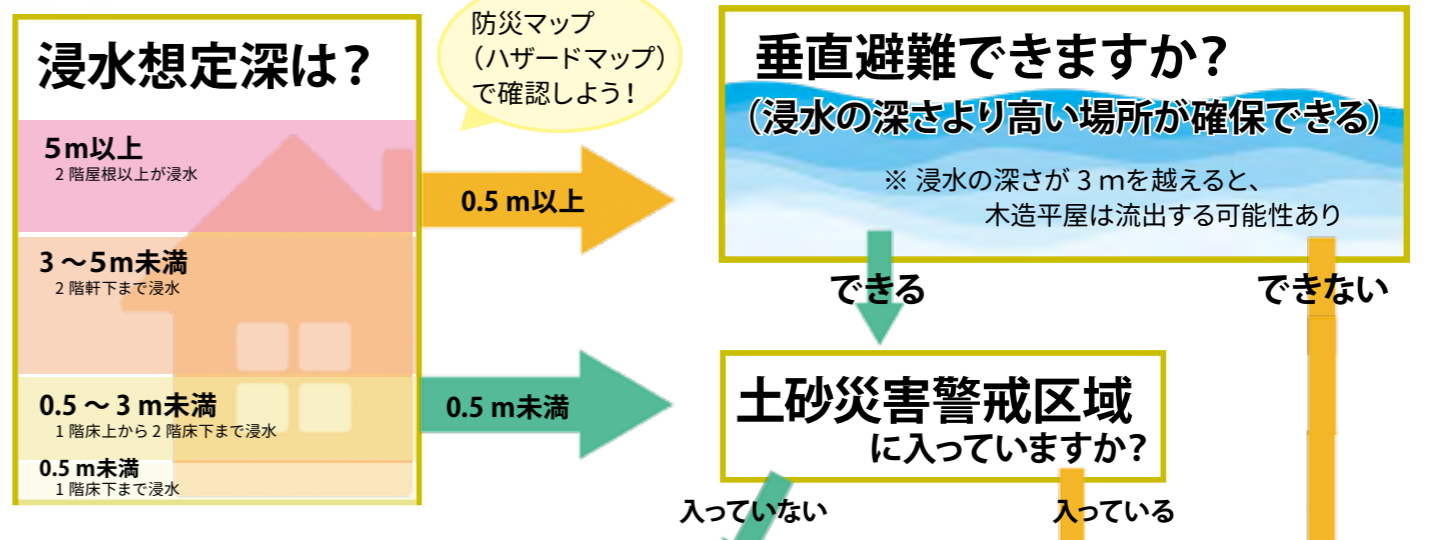 浸水想定深は？
5m以上
2階屋根以上が浸水
3〜5m未満
2階軒下まで浸水
0.5〜3m未満
1階床上から2階床下まで浸水
0.5m未満
1階床下まで浸水
防災マップ
（ハザードマップ）
で確認しよう！
0.5m以上
0.5m未満
垂直避難できますか？
（浸水の深さより高い場所が確保できる）
※浸水の深さが3mを越えると、
木造平屋は流出する可能性あり
できる
できない
土砂災害警戒区域
に入っていますか？
入っていない
入っている